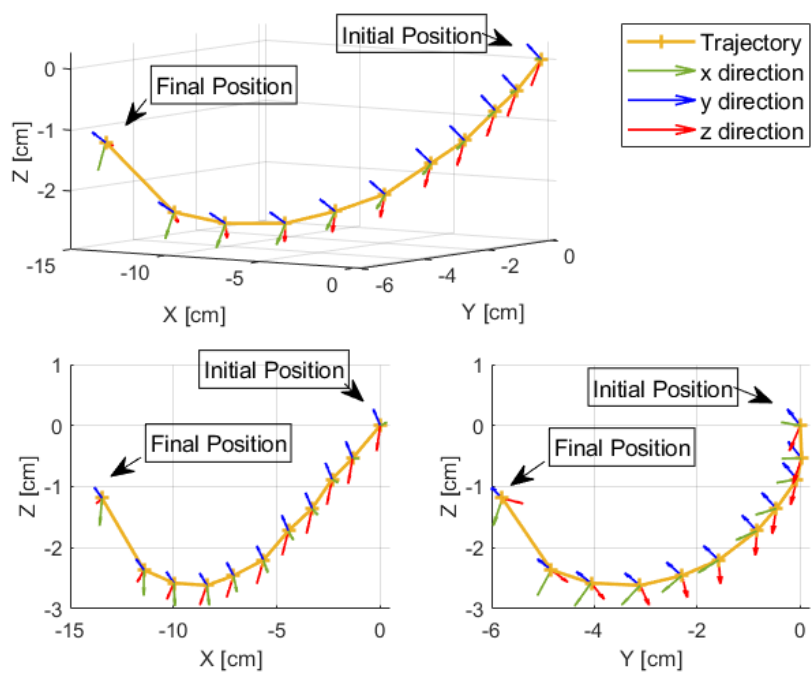 Initial Position
Final Position
Trajectory
x direction
y direction
z direction
0
-1
-2
Z [cm]
-15
-10
-5
0
X [cm]
-6
-4
-2
0
Y [cm]
Initial Position
Final Position
1
0
-1
-2
-3
Z [cm]
-15
-10
-5
0
X [cm]
Initial Position
Final Position
1
0
-1
-2
-3
Z [cm]
-6
-4
-2
0
Y [cm]